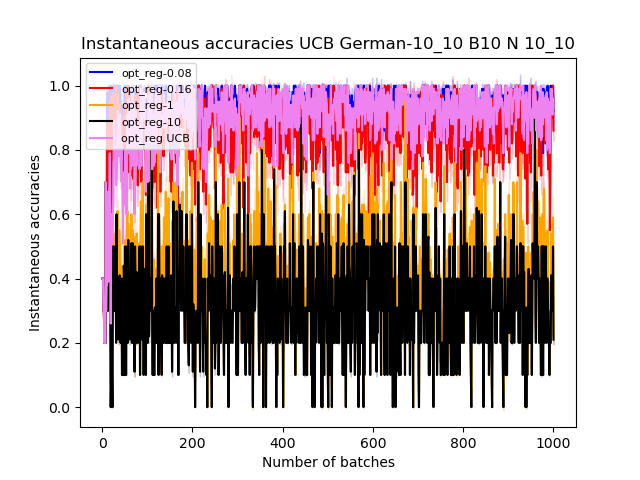 Instantaneous accuracies UCB German-10_10 B10 N 10_10
opt_reg-0.08
opt_reg-0.16
opt_reg-1
opt_reg-10
opt_reg UCB
Instantaneous accuracies
1.0
0.8
0.6
0.4
0.2
0.0
0 200 400 600 800 1000
Number of batches